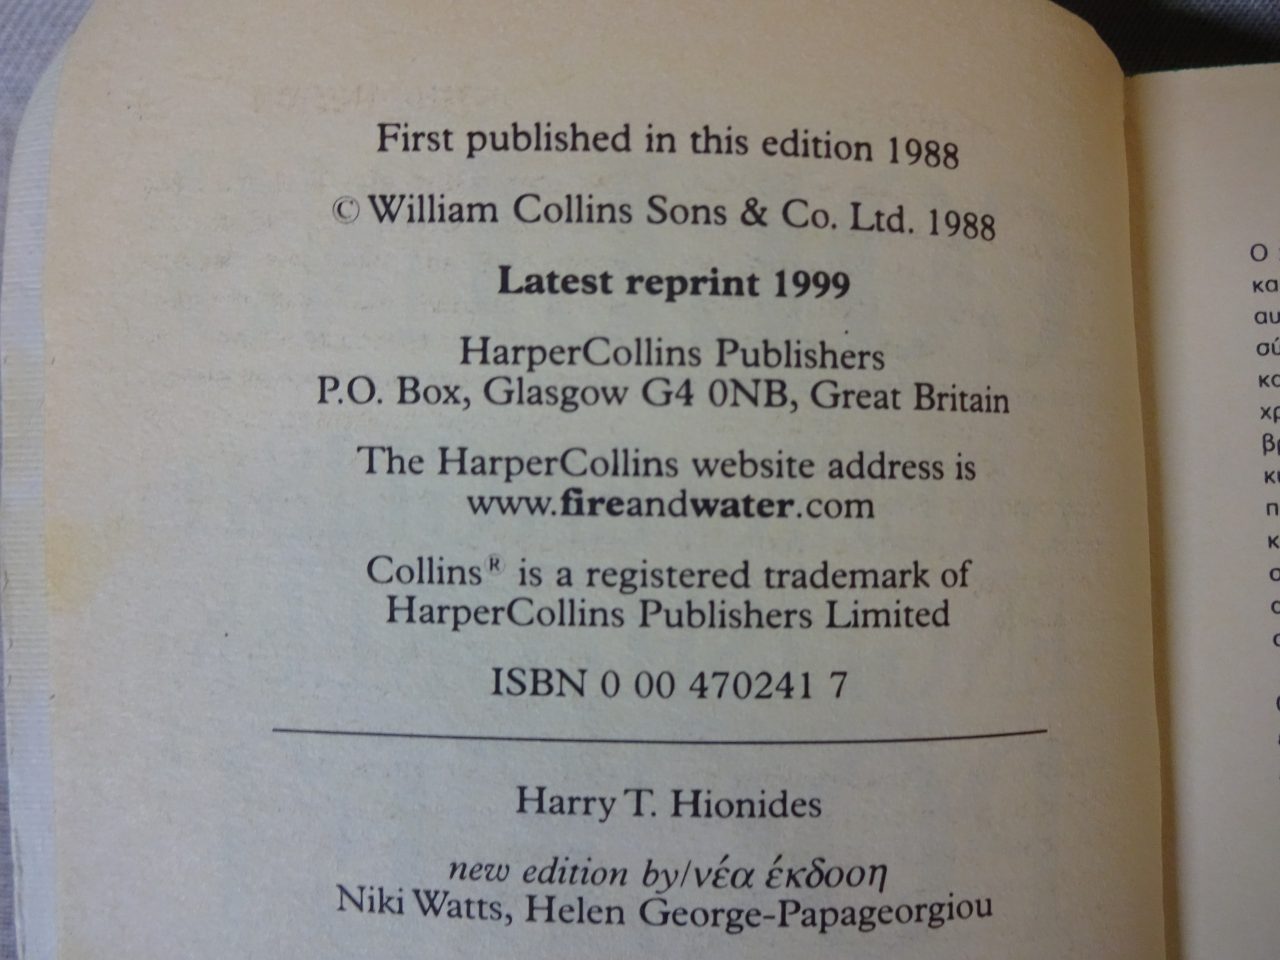 First published in this edition 1988
© William Collins Sons & Co. Ltd. 1988
Latest reprint 1999
HarperCollins Publishers
P.O. Box, Glasgow G4 0NB, Great Britain
The HarperCollins website address is
www.fireandwater.com
Collins® is a registered trademark of
HarperCollins Publishers Limited
ISBN 0 00 470241 7
Harry T. Hionides
new edition by/νέα έκδοση
Niki Watts, Helen George-Papageorgiou